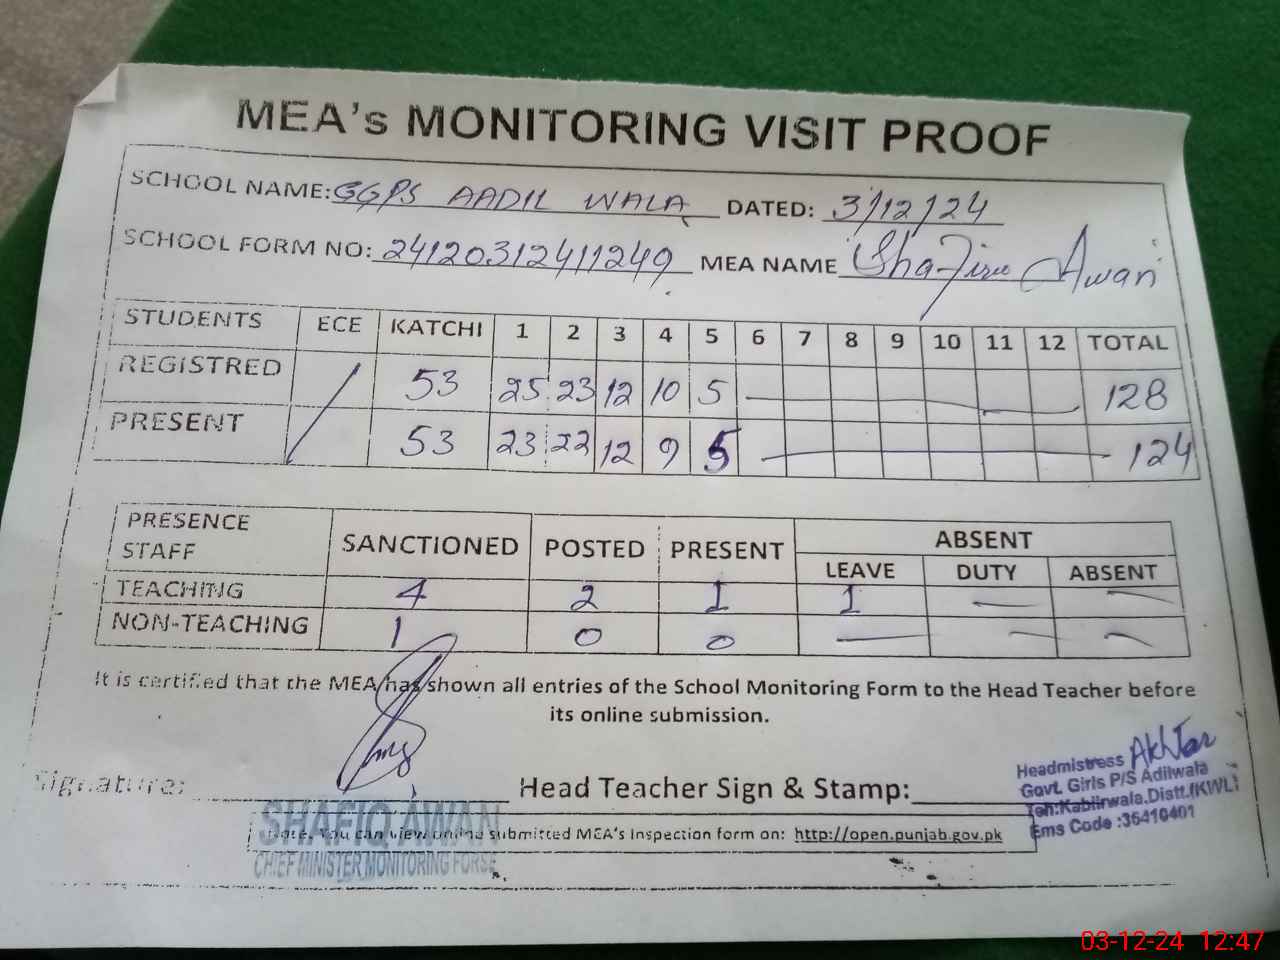 MEA's MONITORING VISIT PROOF
SCHOOL NAME: GGPS AADIL WALA DATED: 3/12/24
SCHOOL FORM NO: 24120312411249 MEA NAME Shafique Awan
STUDENTS ECE KATCHI 1 2 3 4 5 6 7 8 9 10 11 12 TOTAL
REGISTRED 53 25 23 12 10 5 128
PRESENT 53 23 22 12 9 5 124
PRESENCE STAFF SANCTIONED POSTED PRESENT ABSENT
LEAVE DUTY ABSENT
TEACHING 4 2 1 1
NON-TEACHING 1 0 0
It is certified that the MEA has shown all entries of the School Monitoring Form to the Head Teacher before
its online submission.
Signature: Head Teacher Sign & Stamp:
Headmistress Akhtar
Govt. Girls P/S Adilwala
Teh:Kabirwala.Distt.(KWL)
Ems Code :36410401
SHAFIQ AWAN
Note. You can view online submitted MEA's Inspection form on: http://open.punjab.gov.pk
CHIEF MINISTER MONITORING FORSE
03-12-24 12:47